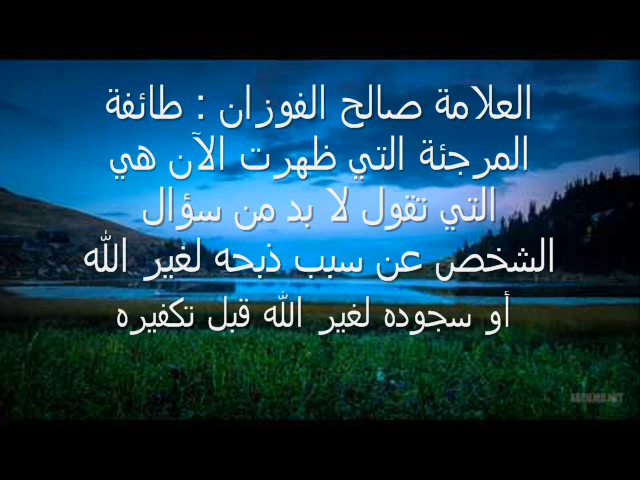 العلامة صالح الفوزان : طائفة
المرجئة التي ظهرت الآن هي
التي تقول لا بد من سؤال
الشخص عن سبب ذبحه لغير الله
أو سجوده لغير الله قبل تكفيره